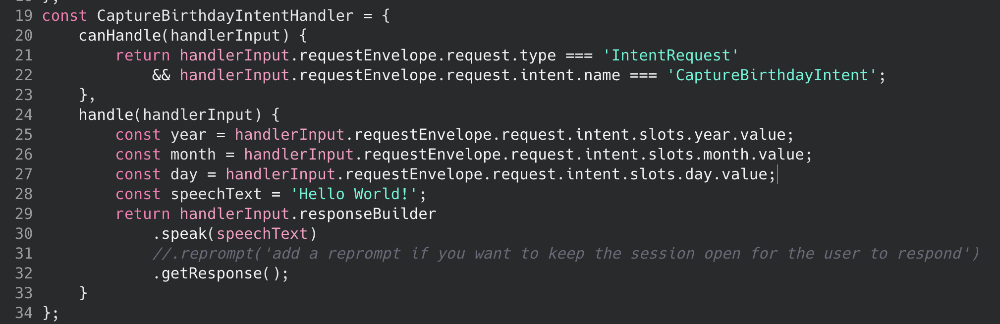 };
19 const CaptureBirthdayIntentHandler = {
20     canHandle(handlerInput) {
21         return handlerInput.requestEnvelope.request.type === 'IntentRequest'
22             && handlerInput.requestEnvelope.request.intent.name === 'CaptureBirthdayIntent';
23     },
24     handle(handlerInput) {
25         const year = handlerInput.requestEnvelope.request.intent.slots.year.value;
26         const month = handlerInput.requestEnvelope.request.intent.slots.month.value;
27         const day = handlerInput.requestEnvelope.request.intent.slots.day.value;
28         const speechText = 'Hello World!';
29         return handlerInput.responseBuilder
30             .speak(speechText)
31             //.reprompt('add a reprompt if you want to keep the session open for the user to respond')
32             .getResponse();
33     }
34 };